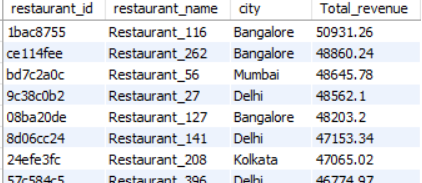 restaurant_id restaurant_name city Total_revenue
1bac8755 Restaurant_116 Bangalore 50931.26
ce114fee Restaurant_262 Bangalore 48860.24
bd7c2a0c Restaurant_56 Mumbai 48645.78
9c38c0b2 Restaurant_27 Delhi 48562.1
08ba20de Restaurant_127 Bangalore 48203.2
8d06cc24 Restaurant_141 Delhi 47153.34
24efe3fc Restaurant_208 Kolkata 47065.02
57c584c5 Restaurant_396 Delhi 46774.97